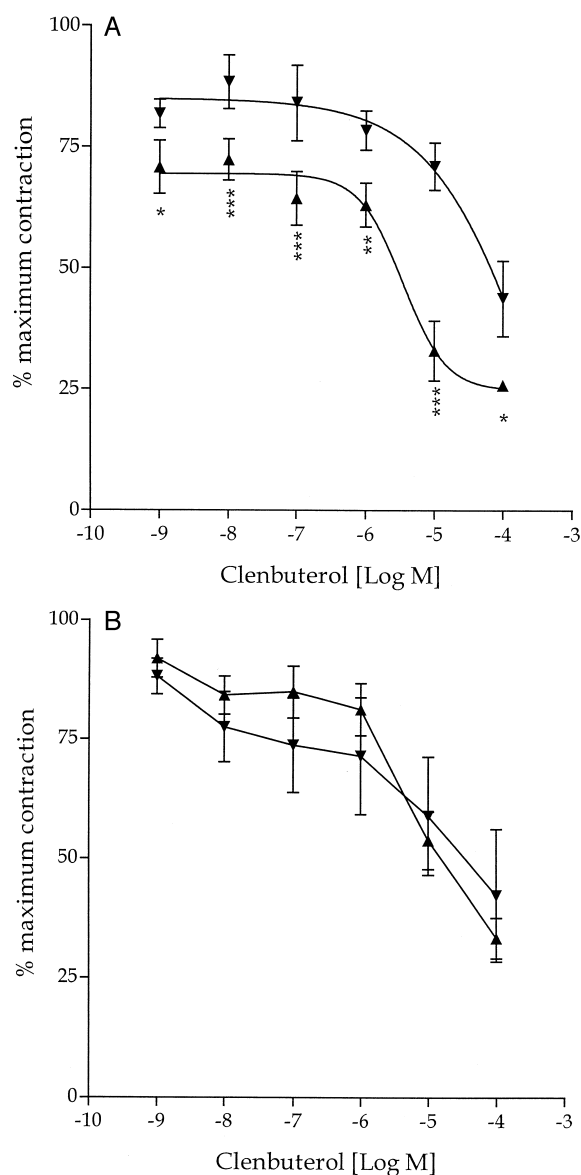 A
100
75
50
25
0
% maximum contraction
*
***
***
**
***
*
-10 -9 -8 -7 -6 -5 -4 -3
Clenbuterol [Log M]
B
100
75
50
25
0
% maximum contraction
-10 -9 -8 -7 -6 -5 -4 -3
Clenbuterol [Log M]